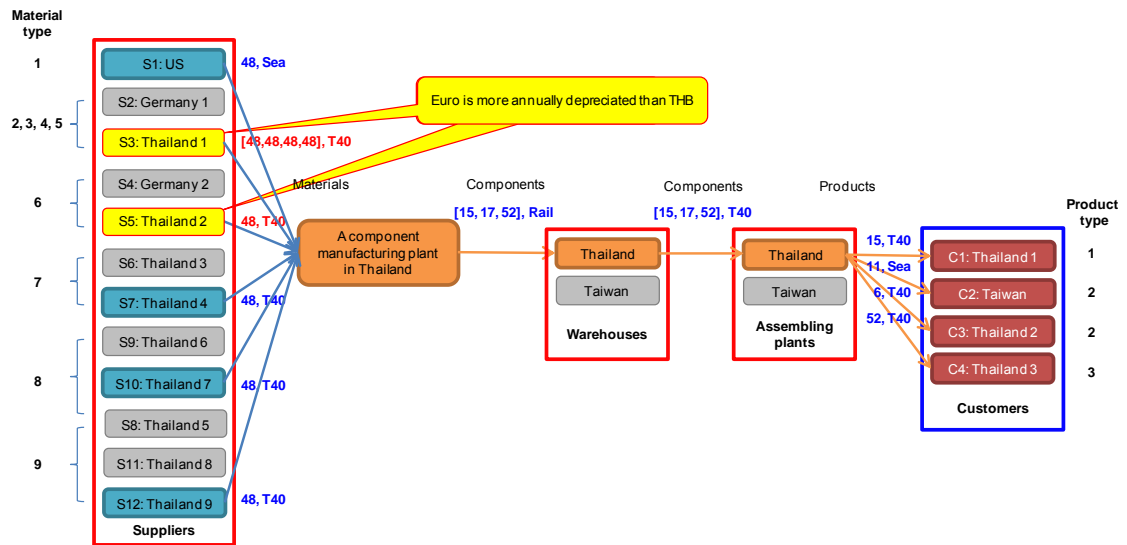 Material
type
1
2, 3, 4, 5
6
7
8
9
S1: US
S2: Germany 1
S3: Thailand 1
S4: Germany 2
S5: Thailand 2
S6: Thailand 3
S7: Thailand 4
S9: Thailand 6
S10: Thailand 7
S8: Thailand 5
S11: Thailand 8
S12: Thailand 9
Suppliers
48, Sea
[48,48,48,48], T40
48, T40
48, T40
48, T40
48, T40
Euro is more annually depreciated than THB
Materials
A component
manufacturing plant
in Thailand
Components
[15, 17, 52], Rail
Thailand
Taiwan
Warehouses
Components
[15, 17, 52], T40
Thailand
Taiwan
Assembling
plants
Products
15, T40
11, Sea
6, T40
52, T40
C1: Thailand 1
C2: Taiwan
C3: Thailand 2
C4: Thailand 3
Customers
Product
type
1
2
2
3